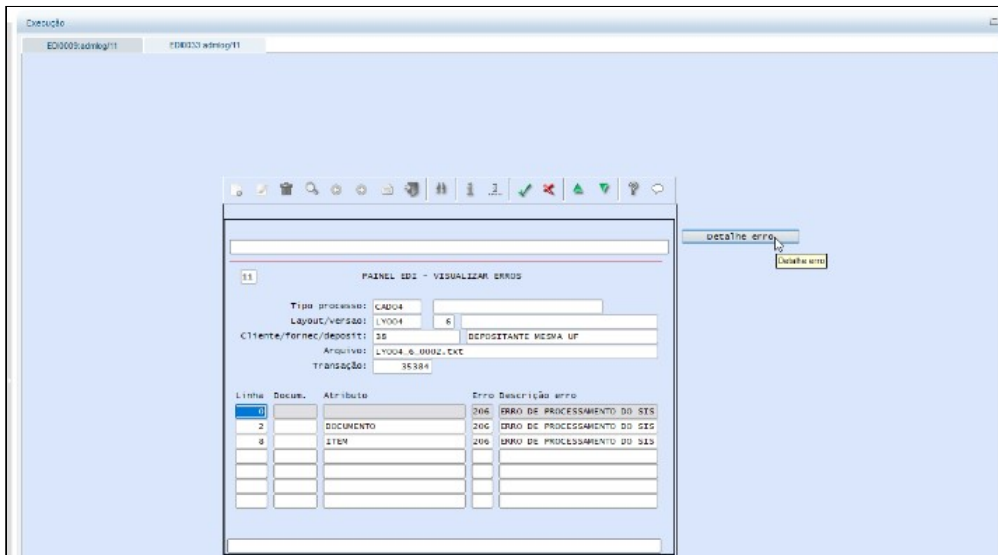 Execução
EDI0009:admlog/11 EDI0033 admlog/11
Detalhe erro
Detalhe erro
11 PAINEL EDI - VISUALIZAR ERROS
Tipo processo: CAD04
Layout/versao: LY004 6
Cliente/fornec/deposit: 38 DEPOSITANTE MESMA UF
Arquivo: LY004_6_0002.txt
Transação: 35384
Linha Docum. Atributo Erro Descrição erro
0 206 ERRO DE PROCESSAMENTO DO SIS
2 DOCUMENTO 206 ERRO DE PROCESSAMENTO DO SIS
8 ITEM 206 ERRO DE PROCESSAMENTO DO SIS